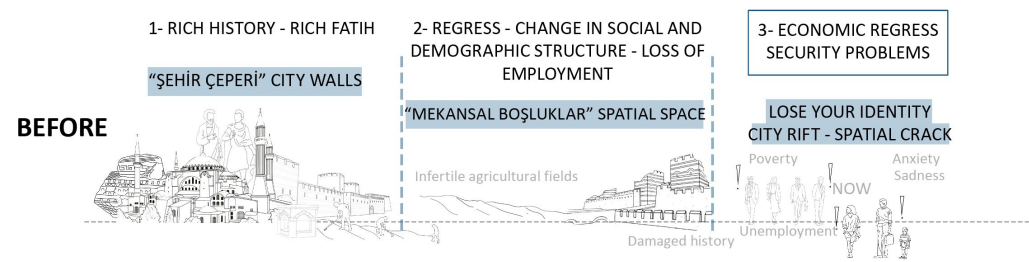 BEFORE
1- RICH HISTORY - RICH FATIH
“ŞEHİR ÇEPERİ” CITY WALLS
2- REGRESS - CHANGE IN SOCIAL AND
DEMOGRAPHIC STRUCTURE - LOSS OF
EMPLOYMENT
“MEKANSAL BOŞLUKLAR” SPATIAL SPACE
Infertile agricultural fields
Damaged history
3- ECONOMIC REGRESS
SECURITY PROBLEMS
LOSE YOUR IDENTITY
CITY RIFT - SPATIAL CRACK
Poverty
Anxiety
Sadness
! ! NOW
Unemployment ! !